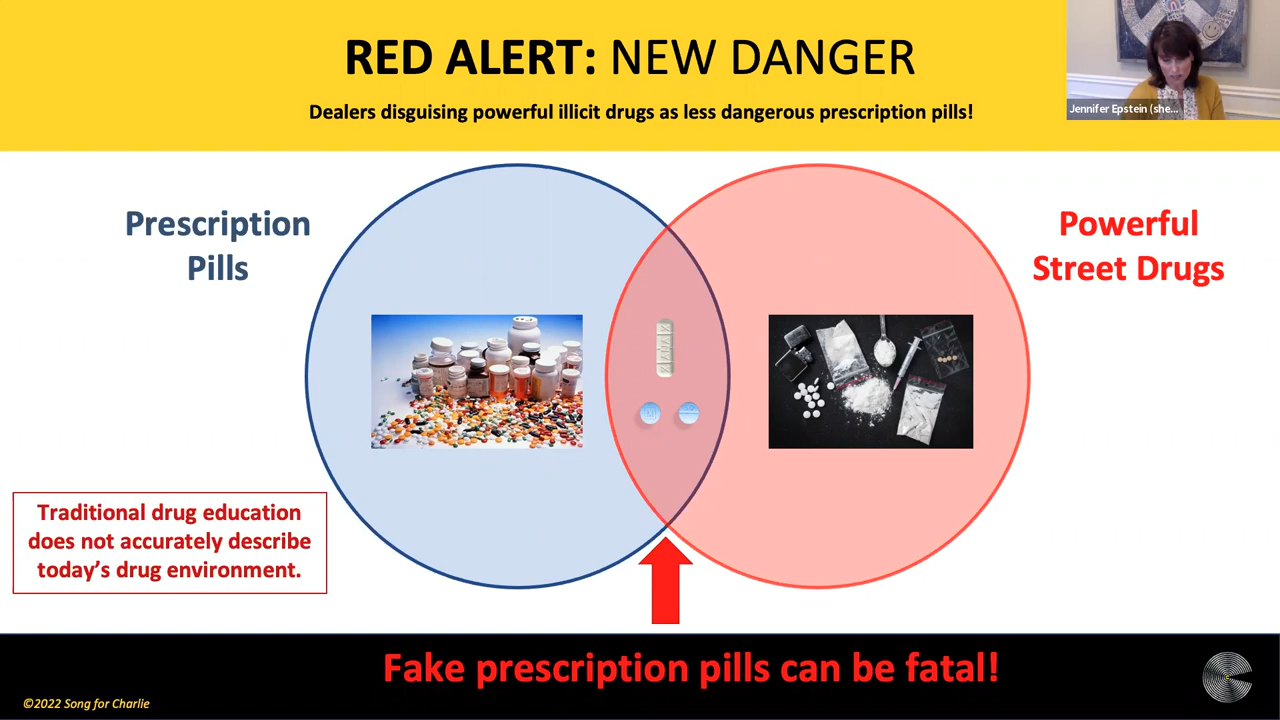 RED ALERT: NEW DANGER
Dealers disguising powerful illicit drugs as less dangerous prescription pills!
Jennifer Epstein (she...
Prescription
Pills
Powerful
Street Drugs
Traditional drug education
does not accurately describe
today's drug environment.
Fake prescription pills can be fatal!
©2022 Song for Charlie